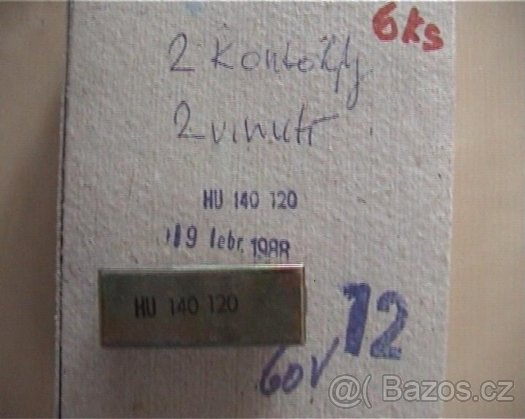 6ks
2 kontakty
2 vinutí
HU 140 120
19 febr. 1988
HU 140 120
12
60V
@Bazos.cz